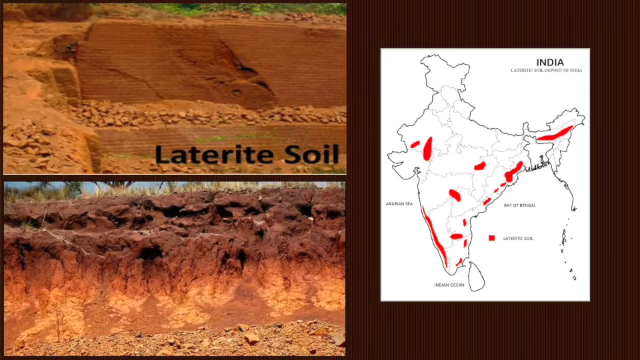 Laterite Soil
INDIA
LATERITIC SOIL DEPOSIT OF INDIA
ARABIAN SEA
BAY OF BENGAL
LATERITIC SOIL
INDIAN OCEAN